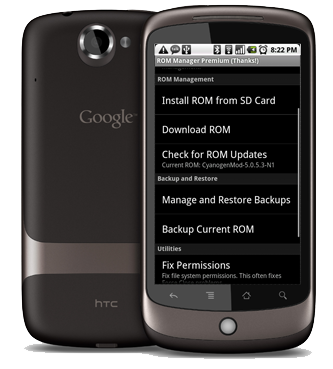 Google
htc
8:22 PM
ROM Manager Premium (Thanks!)
ROM Management
Install ROM from SD Card
Download ROM
Check for ROM Updates
Current ROM: CyanogenMod-5.0.5.3-N1
Backup and Restore
Manage and Restore Backups
Backup Current ROM
Utilities
Fix Permissions
Fix file system permissions. This often fixes